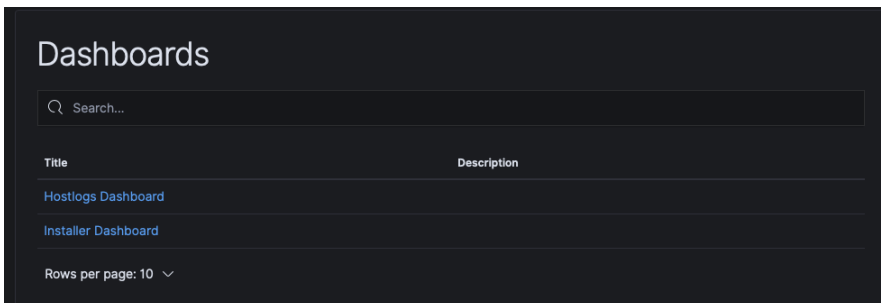 Dashboards
Search...
Title Description
Hostlogs Dashboard
Installer Dashboard
Rows per page: 10